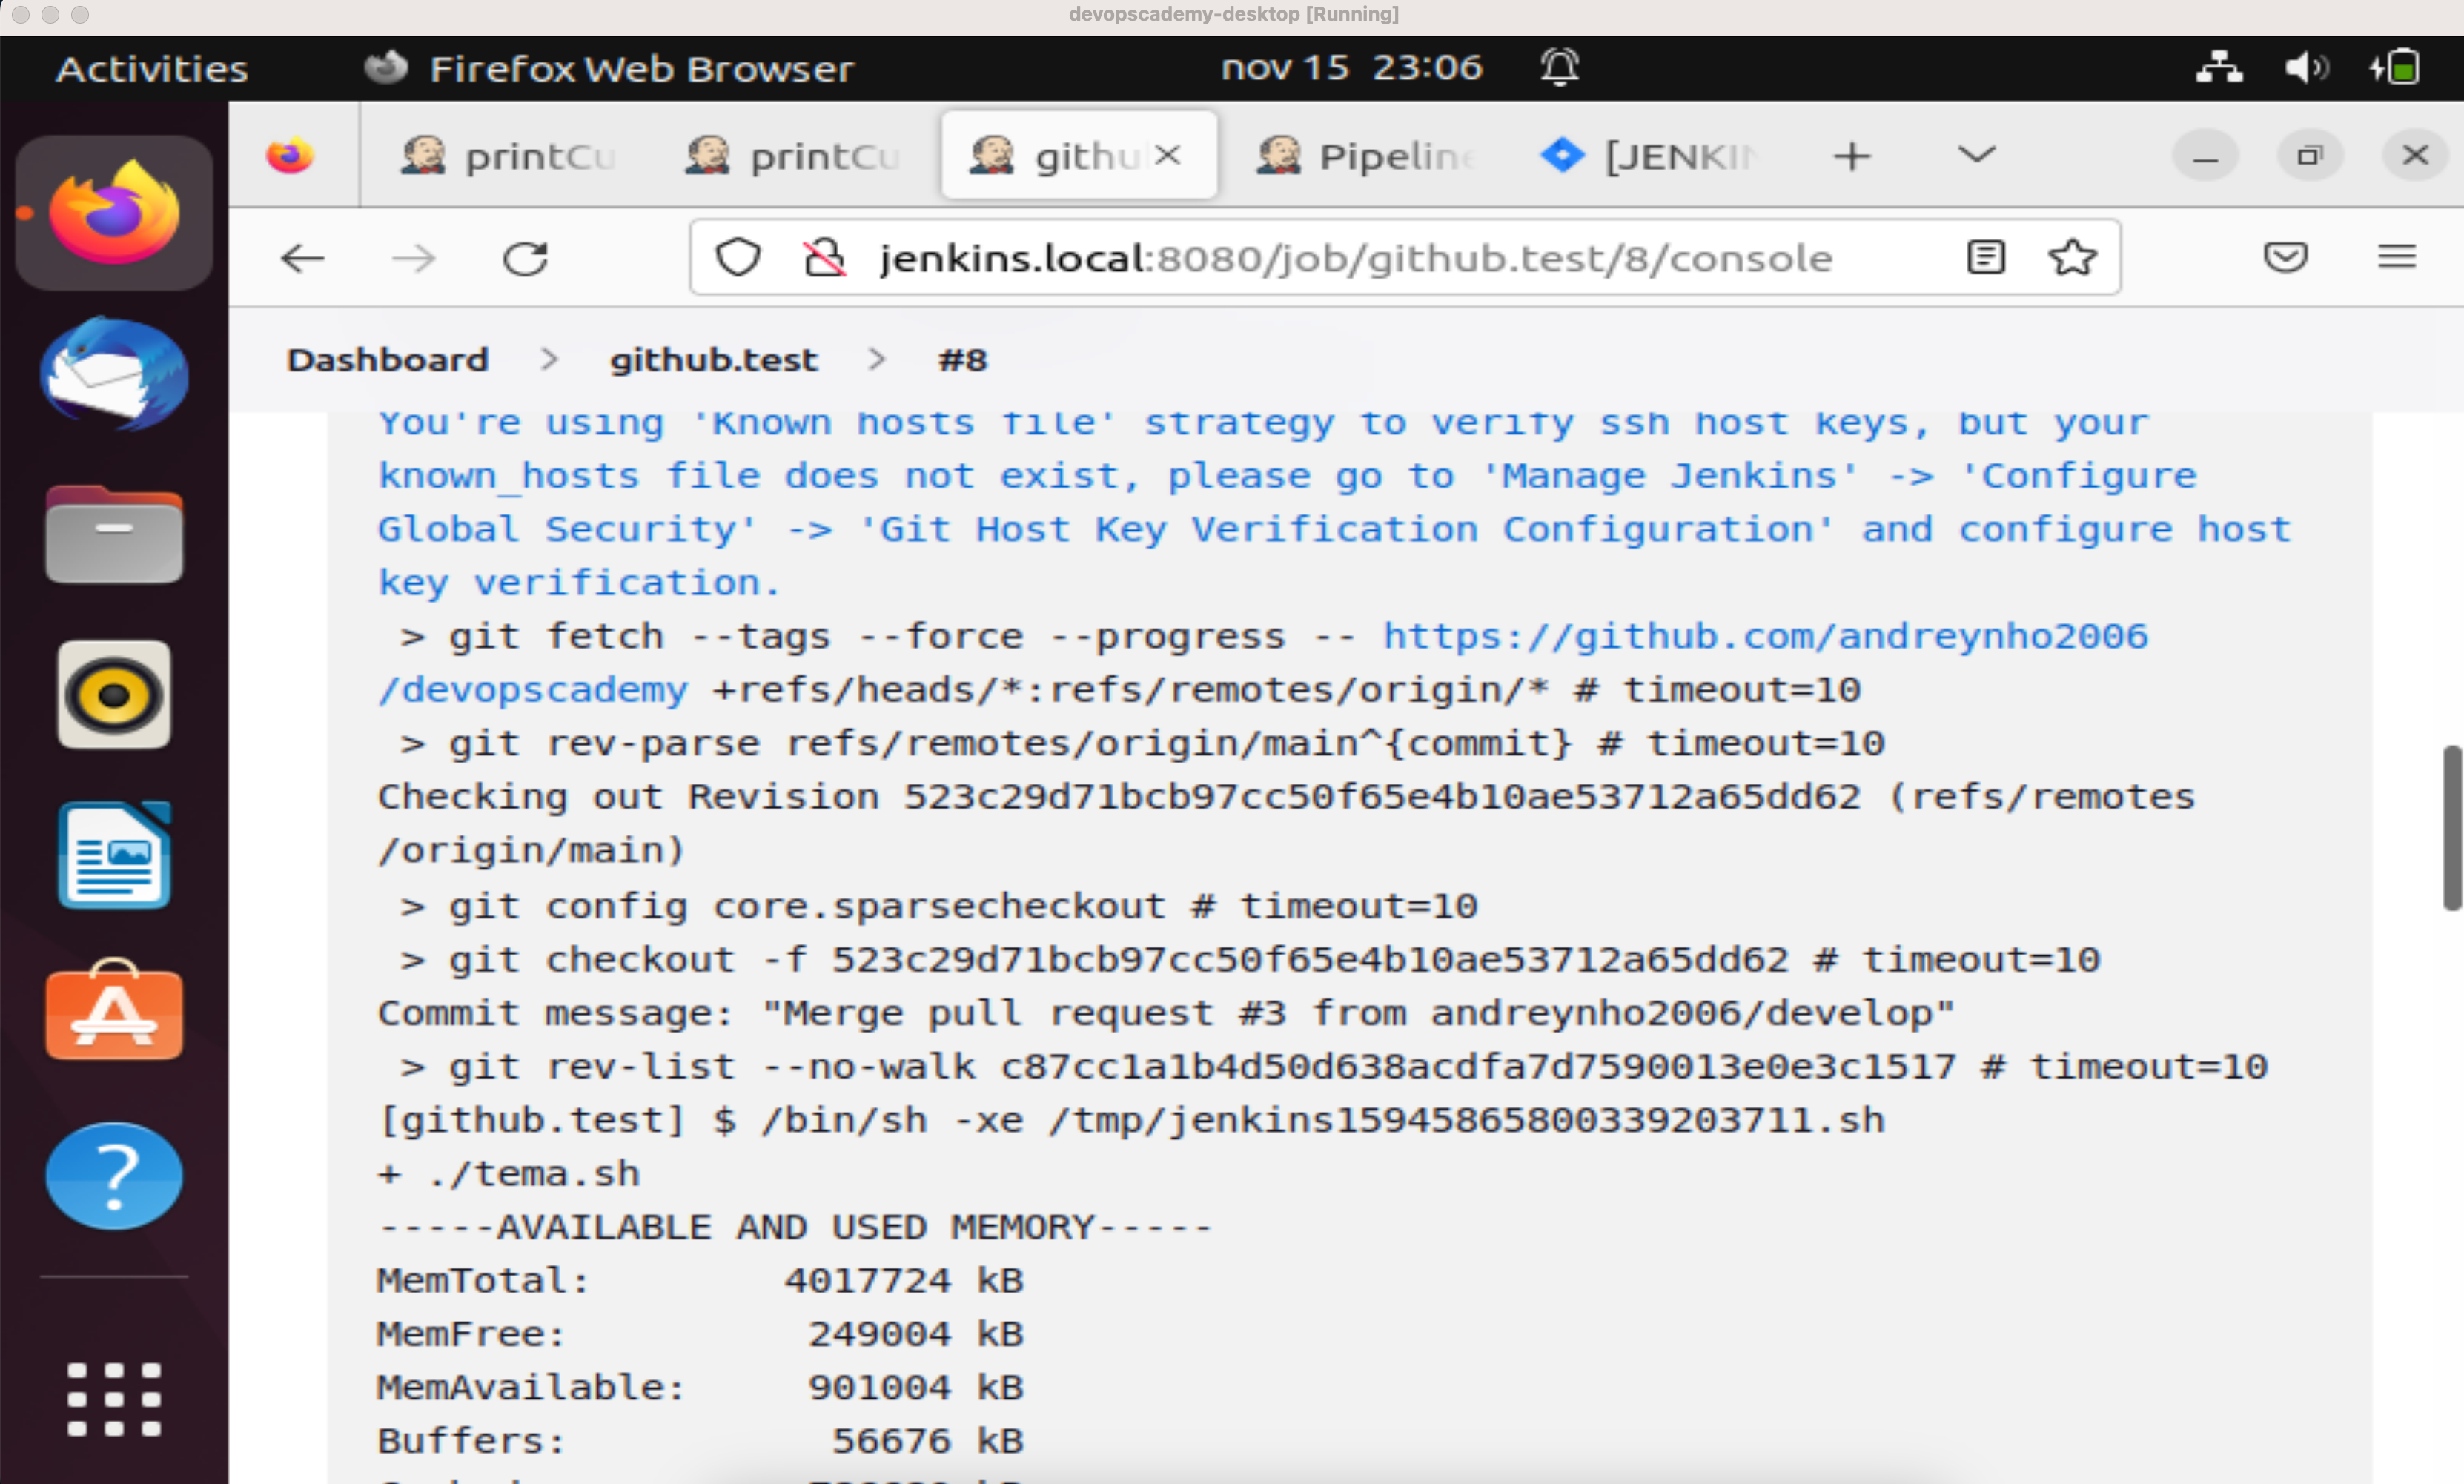 devopscademy-desktop [Running]
Activities
Firefox Web Browser
nov 15 23:06
printCu
printCu
githu
Pipeline
[JENKIN
jenkins.local:8080/job/github.test/8/console
Dashboard > github.test > #8
You're using 'Known hosts file' strategy to verify ssh host keys, but your
known_hosts file does not exist, please go to 'Manage Jenkins' -> 'Configure
Global Security' -> 'Git Host Key Verification Configuration' and configure host
key verification.
> git fetch --tags --force --progress -- https://github.com/andreynho2006
/devopscademy +refs/heads/*:refs/remotes/origin/* # timeout=10
> git rev-parse refs/remotes/origin/main^{commit} # timeout=10
Checking out Revision 523c29d71bcb97cc50f65e4b10ae53712a65dd62 (refs/remotes
/origin/main)
> git config core.sparsecheckout # timeout=10
> git checkout -f 523c29d71bcb97cc50f65e4b10ae53712a65dd62 # timeout=10
Commit message: "Merge pull request #3 from andreynho2006/develop"
> git rev-list --no-walk c87cc1a1b4d50d638acdfa7d7590013e0e3c1517 # timeout=10
[github.test] $ /bin/sh -xe /tmp/jenkins15945865800339203711.sh
+ ./tema.sh
-----AVAILABLE AND USED MEMORY-----
MemTotal: 4017724 kB
MemFree: 249004 kB
MemAvailable: 901004 kB
Buffers: 56676 kB